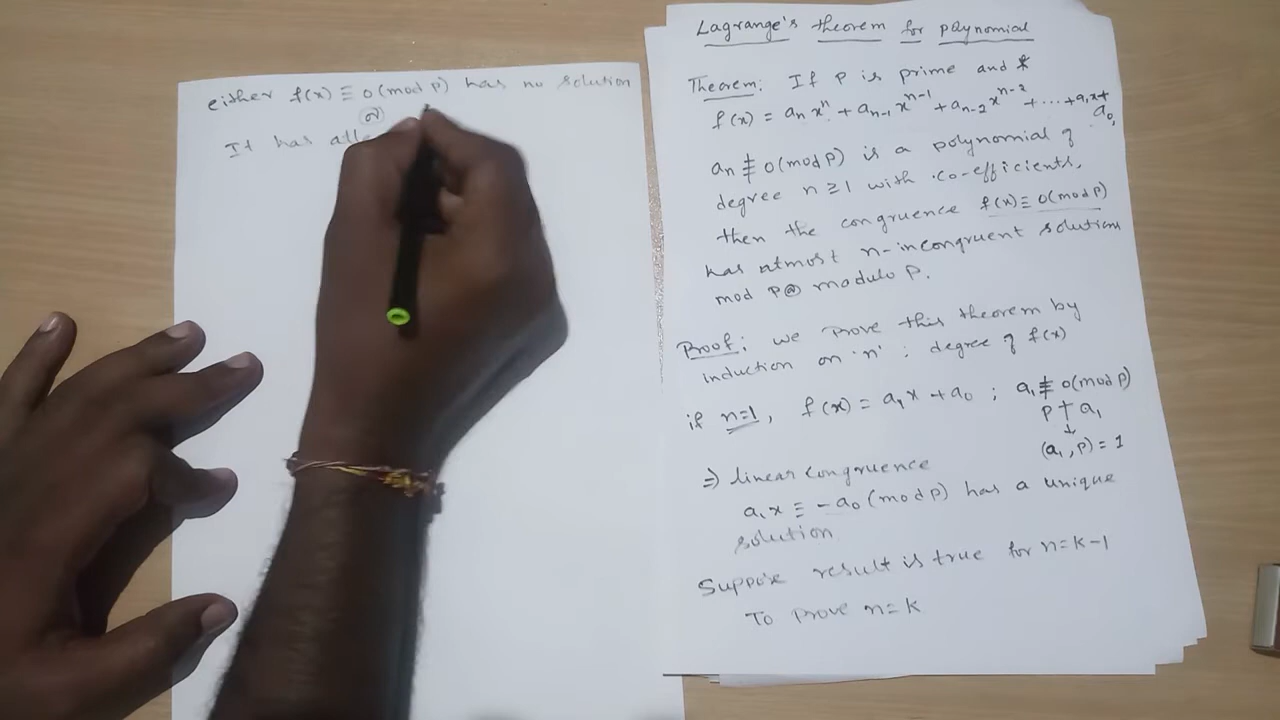 either f(x) ≡ 0(mod p) has no solution
or
It has
Lagrange's theorem for polynomial
Theorem: If P is prime and
f(x) = aₙxⁿ + aₙ₋₁xⁿ⁻¹ + aₙ₋₂xⁿ⁻² + ... + a₁x + a₀,
aₙ ≢ 0(mod P) is a polynomial of
degree n ≥ 1 with co-efficients,
then the congruence f(x) ≡ 0(mod P)
has atmost n-incongruent solutions
mod P or modulo P.
Proof: we prove this theorem by
induction on 'n' ; degree of f(x)
if n=1, f(x) = a₁x + a₀ ; a₁ ≢ 0(mod P)
P ∤ a₁
↓
(a₁, P) = 1
⇒ linear congruence
a₁x ≡ -a₀(mod P) has a unique
solution
Suppose result is true for n=k-1
To prove n=k